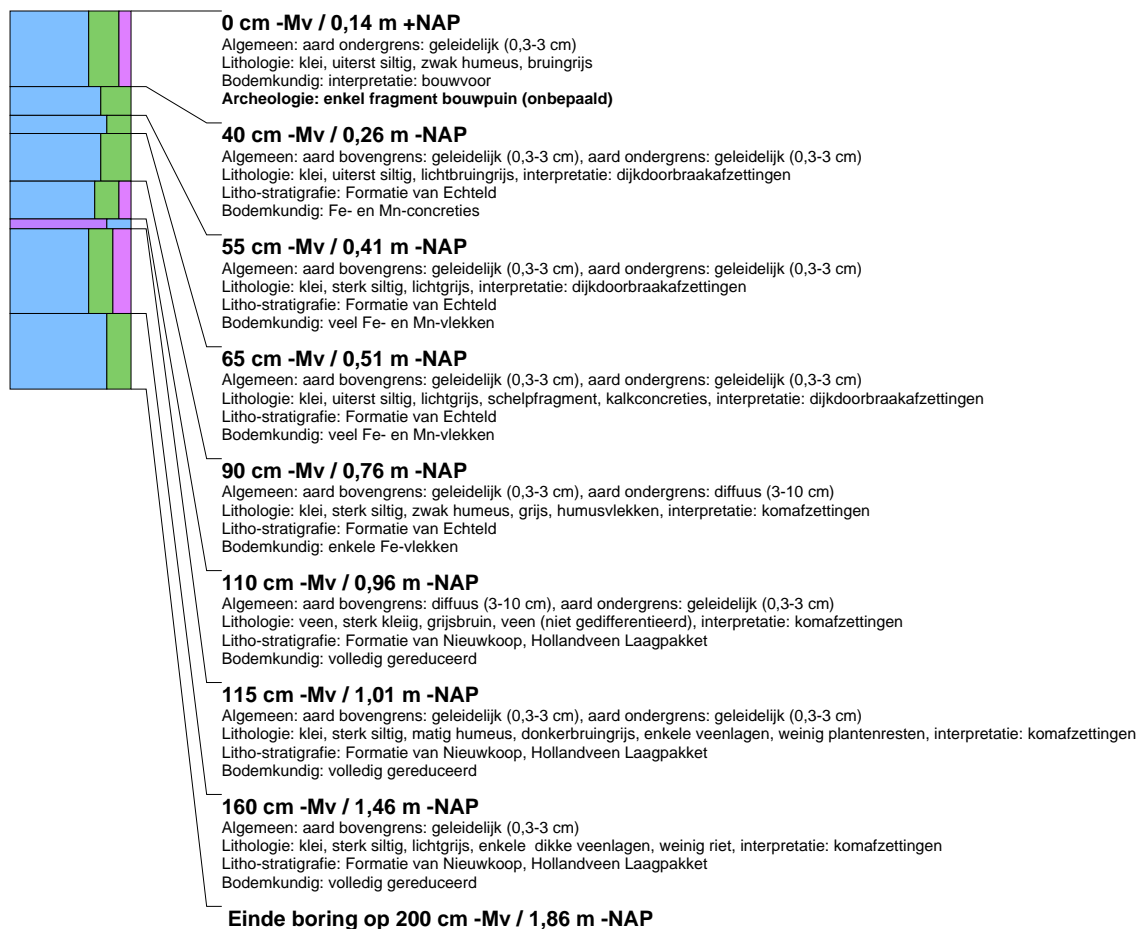 0 cm -Mv / 0,14 m +NAP
Algemeen: aard ondergrens: geleidelijk (0,3-3 cm)
Lithologie: klei, uiterst siltig, zwak humeus, bruingrijs
Bodemkundig: interpretatie: bouwvoor
Archeologie: enkel fragment bouwpuin (onbepaald)
40 cm -Mv / 0,26 m -NAP
Algemeen: aard bovengrens: geleidelijk (0,3-3 cm), aard ondergrens: geleidelijk (0,3-3 cm)
Lithologie: klei, uiterst siltig, lichtbruingrijs, interpretatie: dijkdoorbraakafzettingen
Litho-stratigrafie: Formatie van Echteld
Bodemkundig: Fe- en Mn-concreties
55 cm -Mv / 0,41 m -NAP
Algemeen: aard bovengrens: geleidelijk (0,3-3 cm), aard ondergrens: geleidelijk (0,3-3 cm)
Lithologie: klei, sterk siltig, lichtgrijs, interpretatie: dijkdoorbraakafzettingen
Litho-stratigrafie: Formatie van Echteld
Bodemkundig: veel Fe- en Mn-vlekken
65 cm -Mv / 0,51 m -NAP
Algemeen: aard bovengrens: geleidelijk (0,3-3 cm), aard ondergrens: geleidelijk (0,3-3 cm)
Lithologie: klei, uiterst siltig, lichtgrijs, schelpfragment, kalkconcreties, interpretatie: dijkdoorbraakafzettingen
Litho-stratigrafie: Formatie van Echteld
Bodemkundig: veel Fe- en Mn-vlekken
90 cm -Mv / 0,76 m -NAP
Algemeen: aard bovengrens: geleidelijk (0,3-3 cm), aard ondergrens: diffuus (3-10 cm)
Lithologie: klei, sterk siltig, zwak humeus, grijs, humusvlekken, interpretatie: komafzettingen
Litho-stratigrafie: Formatie van Echteld
Bodemkundig: enkele Fe-vlekken
110 cm -Mv / 0,96 m -NAP
Algemeen: aard bovengrens: diffuus (3-10 cm), aard ondergrens: geleidelijk (0,3-3 cm)
Lithologie: veen, sterk kleiig, grijsbruin, veen (niet gedifferentieerd), interpretatie: komafzettingen
Litho-stratigrafie: Formatie van Nieuwkoop, Hollandveen Laagpakket
Bodemkundig: volledig gereduceerd
115 cm -Mv / 1,01 m -NAP
Algemeen: aard bovengrens: geleidelijk (0,3-3 cm), aard ondergrens: geleidelijk (0,3-3 cm)
Lithologie: klei, sterk siltig, matig humeus, donkerbruingrijs, enkele veenlagen, weinig plantenresten, interpretatie: komafzettingen
Litho-stratigrafie: Formatie van Nieuwkoop, Hollandveen Laagpakket
Bodemkundig: volledig gereduceerd
160 cm -Mv / 1,46 m -NAP
Algemeen: aard bovengrens: geleidelijk (0,3-3 cm)
Lithologie: klei, sterk siltig, lichtgrijs, enkele  dikke veenlagen, weinig riet, interpretatie: komafzettingen
Litho-stratigrafie: Formatie van Nieuwkoop, Hollandveen Laagpakket
Bodemkundig: volledig gereduceerd
Einde boring op 200 cm -Mv / 1,86 m -NAP